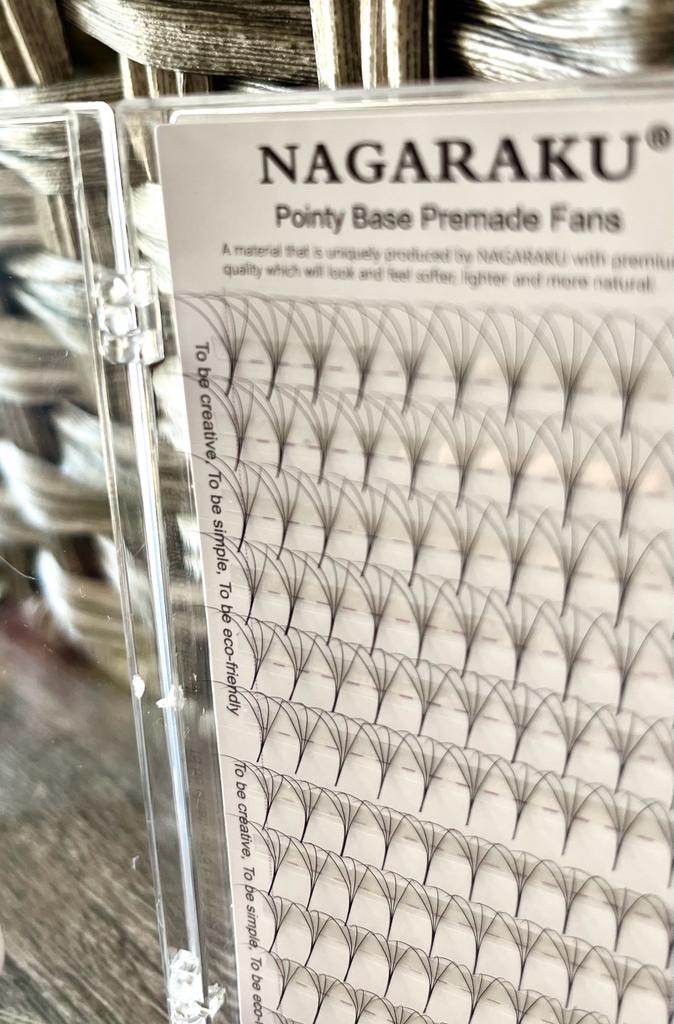 NAGARAKU®
Pointy Base Premade Fans
A material that is uniquely produced by NAGARAKU with premium
quality which will look and feel softer, lighter and more natural.
To be creative, To be simple, To be eco-friendly
To be creative, To be simple, To be eco-